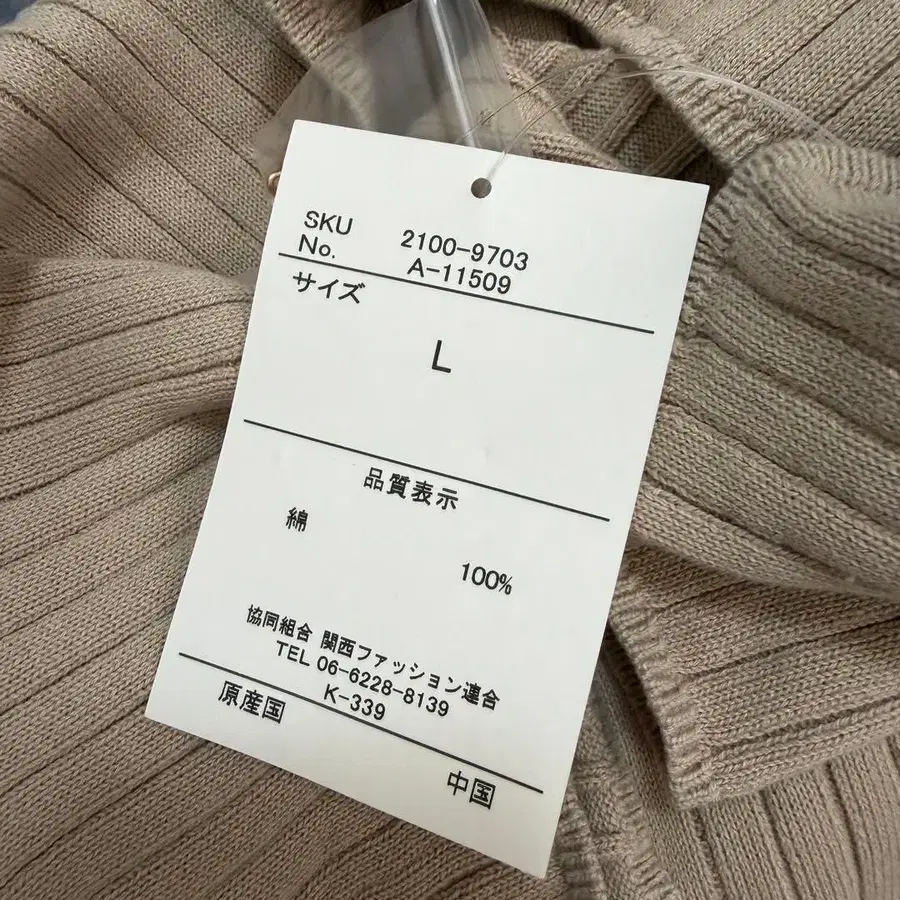 SKU 2100-9703
No. A-11509
サイズ
L
品質表示
綿
100%
協同組合 関西ファッション連合
TEL 06-6228-8139
K-339
原産国
中国